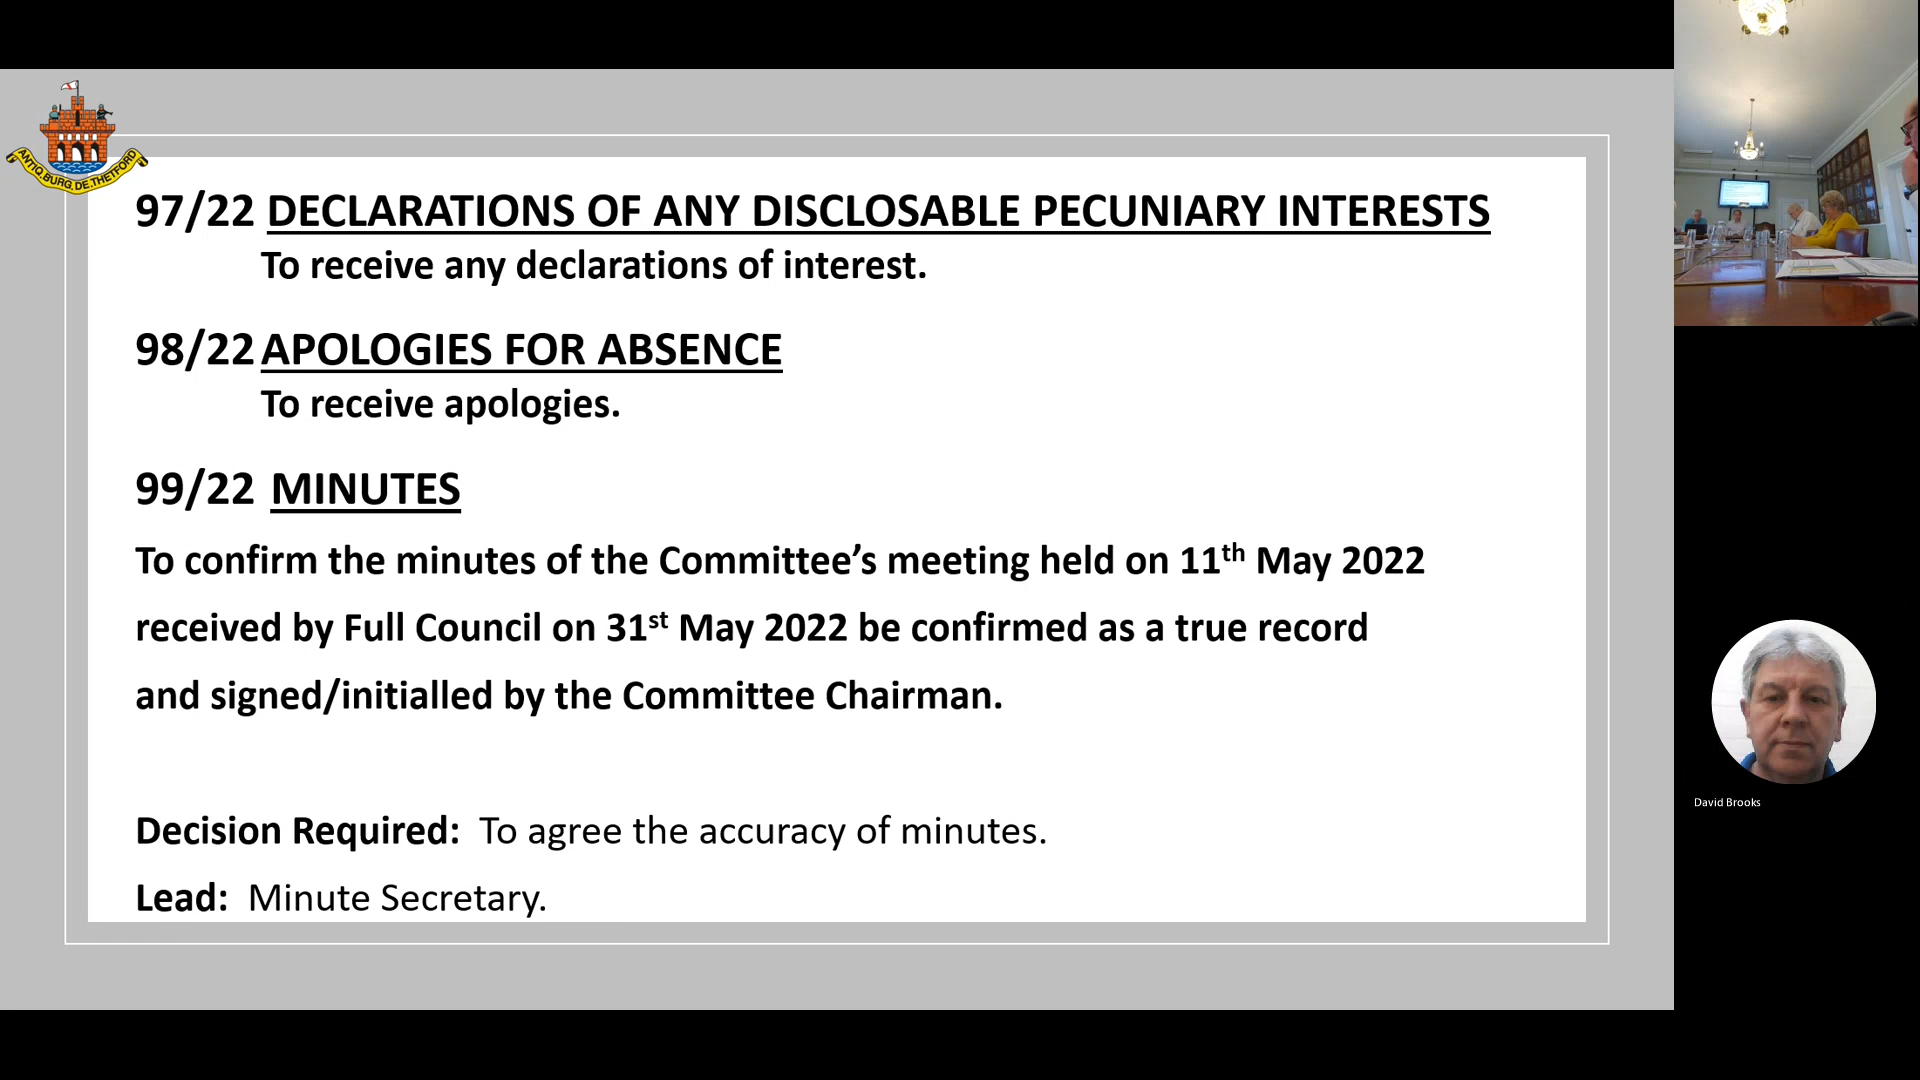 ANTIQ. BURG. DE. THETFORD
97/22 DECLARATIONS OF ANY DISCLOSABLE PECUNIARY INTERESTS
To receive any declarations of interest.
98/22 APOLOGIES FOR ABSENCE
To receive apologies.
99/22 MINUTES
To confirm the minutes of the Committee’s meeting held on 11th May 2022
received by Full Council on 31st May 2022 be confirmed as a true record
and signed/initialled by the Committee Chairman.
Decision Required: To agree the accuracy of minutes.
Lead: Minute Secretary.
David Brooks